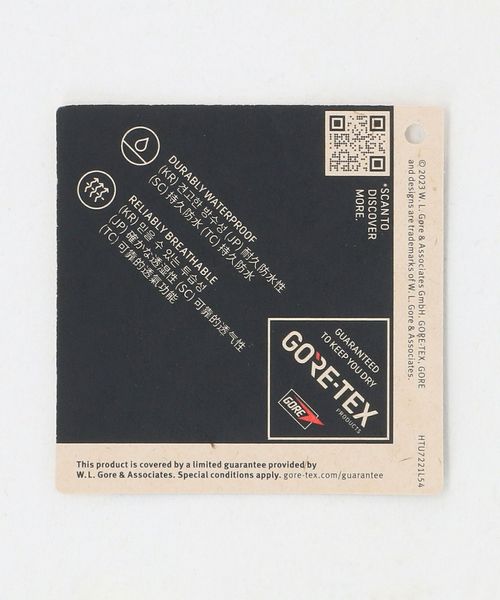 DURABLY WATERPROOF
(KR) 견고한 방수성 (JP) 耐久防水性
(SC) 持久防水 (TC) 持久防水
RELIABLY BREATHABLE
(KR) 믿을 수 있는 투습성
(JP) 確かな透湿性 (SC) 可靠的透气性
(TC) 可靠的透氣功能
*SCAN TO
DISCOVER
MORE.
© 2023 W. L. Gore & Associates GmbH. GORE-TEX, GORE
and designs are trademarks of W. L. Gore & Associates.
HTU7221L54
GUARANTEED
TO KEEP YOU DRY
GORE-TEX
PRODUCTS
GORE
This product is covered by a limited guarantee provided by
W. L. Gore & Associates. Special conditions apply. gore-tex.com/guarantee